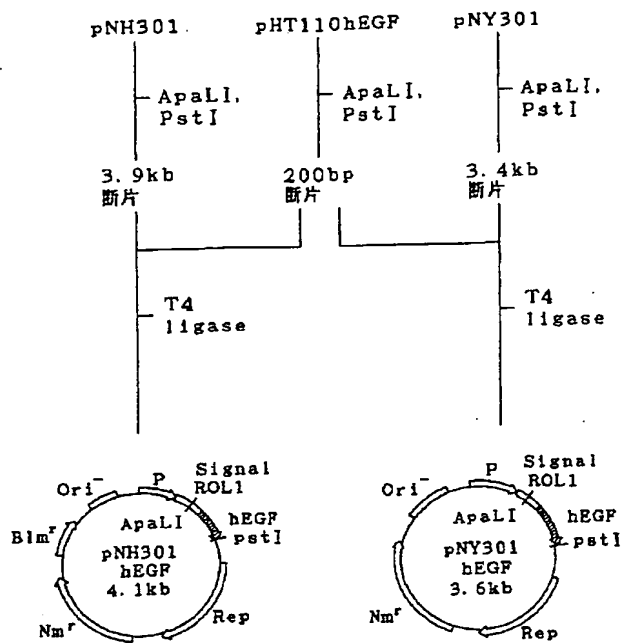 pNH301 pHT110hEGF pNY301
ApaLI, ApaLI, ApaLI,
PstI PstI PstI
3.9kb 200bp 3.4kb
断片 断片 断片
T4 T4
ligase ligase
P
Signal
ROL1
Ori⁻
ApaLI
hEGF
pstI
Blmʳ
pNH301
hEGF
4.1kb
Nmʳ
Rep
P
Signal
ROL1
Ori⁻
ApaLI
hEGF
pstI
pNY301
hEGF
3.6kb
Nmʳ
Rep